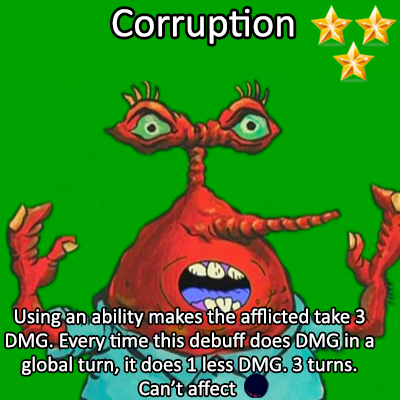 Corruption
Using an ability makes the afflicted take 3
DMG. Every time this debuff does DMG in a
global turn, it does 1 less DMG. 3 turns.
Can't affect